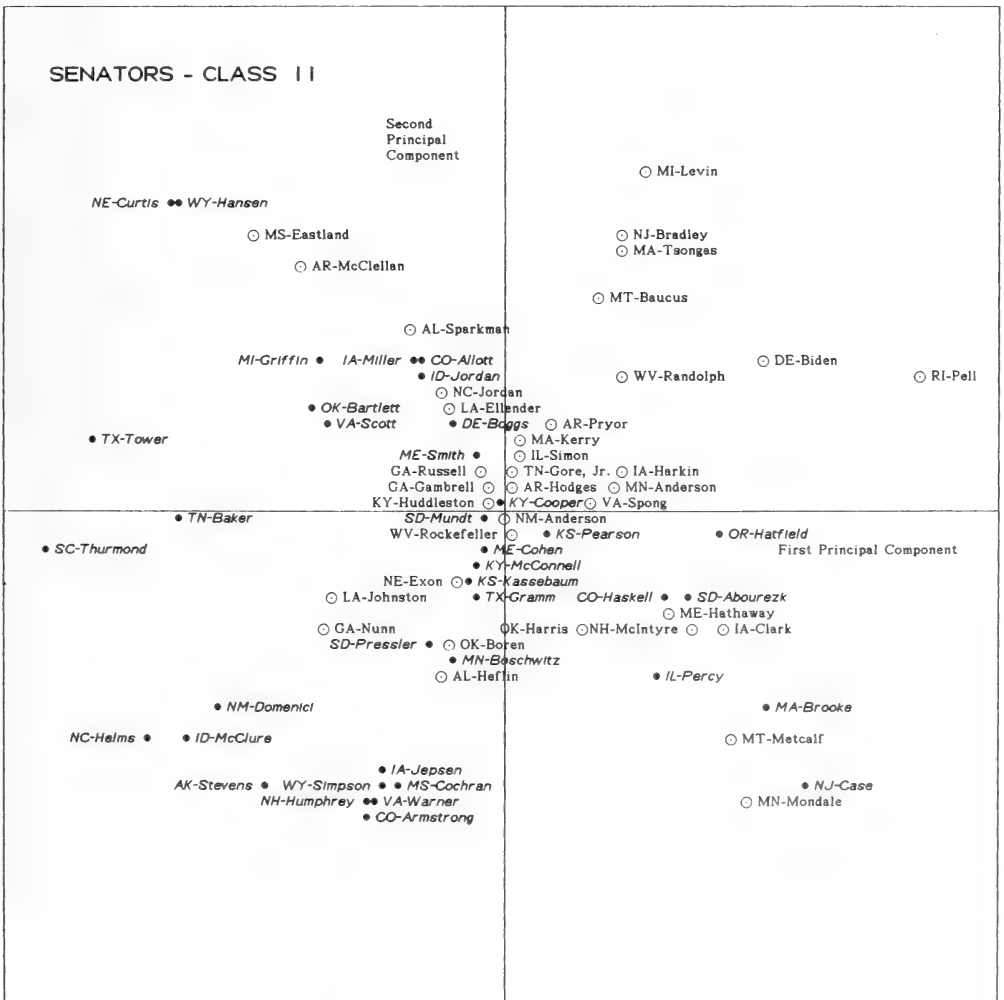 SENATORS - CLASS II
Second
Principal
Component
MI-Levin
NE-Curtis WY-Hansen
MS-Eastland NJ-Bradley
MA-Tsongas
AR-McClellan
MT-Baucus
AL-Sparkman
MI-Griffin IA-Miller CO-Allott DE-Biden
ID-Jordan WV-Randolph RI-Pell
NC-Jordan
OK-Bartlett LA-Ellender
VA-Scott DE-Boggs AR-Pryor
TX-Tower MA-Kerry
ME-Smith IL-Simon
GA-Russell TN-Gore, Jr. IA-Harkin
GA-Gambrell AR-Hodges MN-Anderson
KY-Huddleston KY-Cooper VA-Spong
TN-Baker SD-Mundt NM-Anderson
WV-Rockefeller KS-Pearson OR-Hatfield
SC-Thurmond ME-Cohen First Principal Component
KY-McConnell
NE-Exon KS-Kassebaum
LA-Johnston TX-Gramm CO-Haskell SD-Abourezk
ME-Hathaway
GA-Nunn OK-Harris NH-McIntyre IA-Clark
SD-Pressler OK-Boren
MN-Boschwitz
AL-Heflin IL-Percy
NM-Domenici MA-Brooke
NC-Helms ID-McClure MT-Metcalf
IA-Jepsen
AK-Stevens WY-Simpson MS-Cochran NJ-Case
NH-Humphrey VA-Warner MN-Mondale
CO-Armstrong